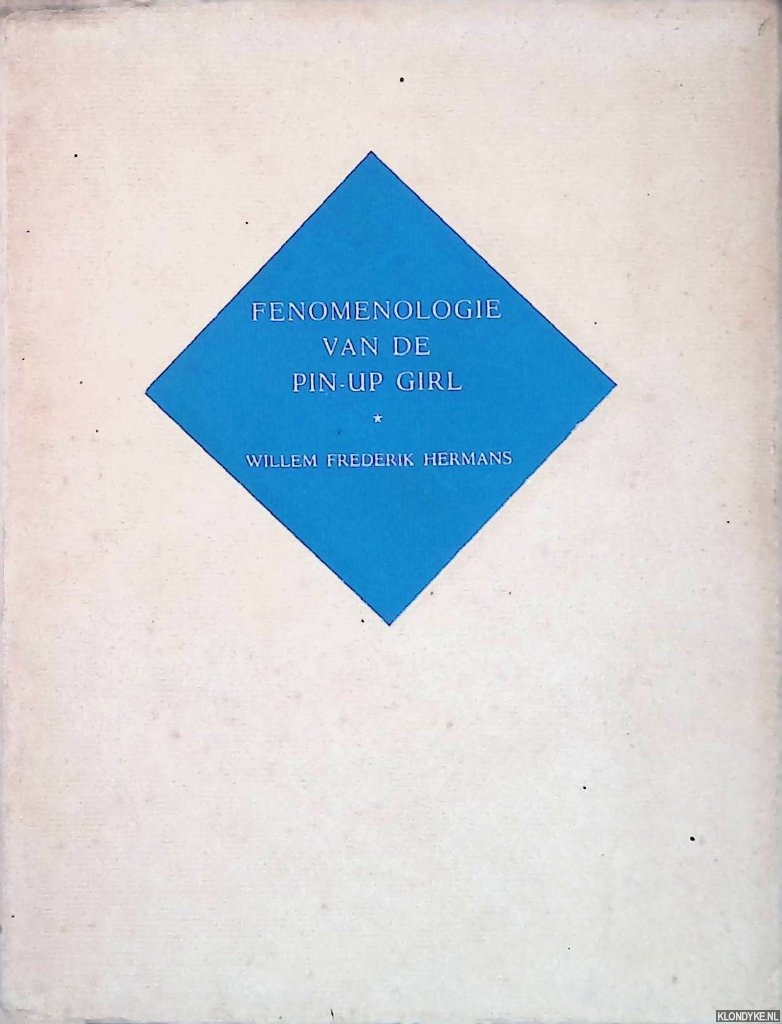 FENOMENOLOGIE
VAN DE
PIN-UP GIRL
★
WILLEM FREDERIK HERMANS
KLONDYKE.NL